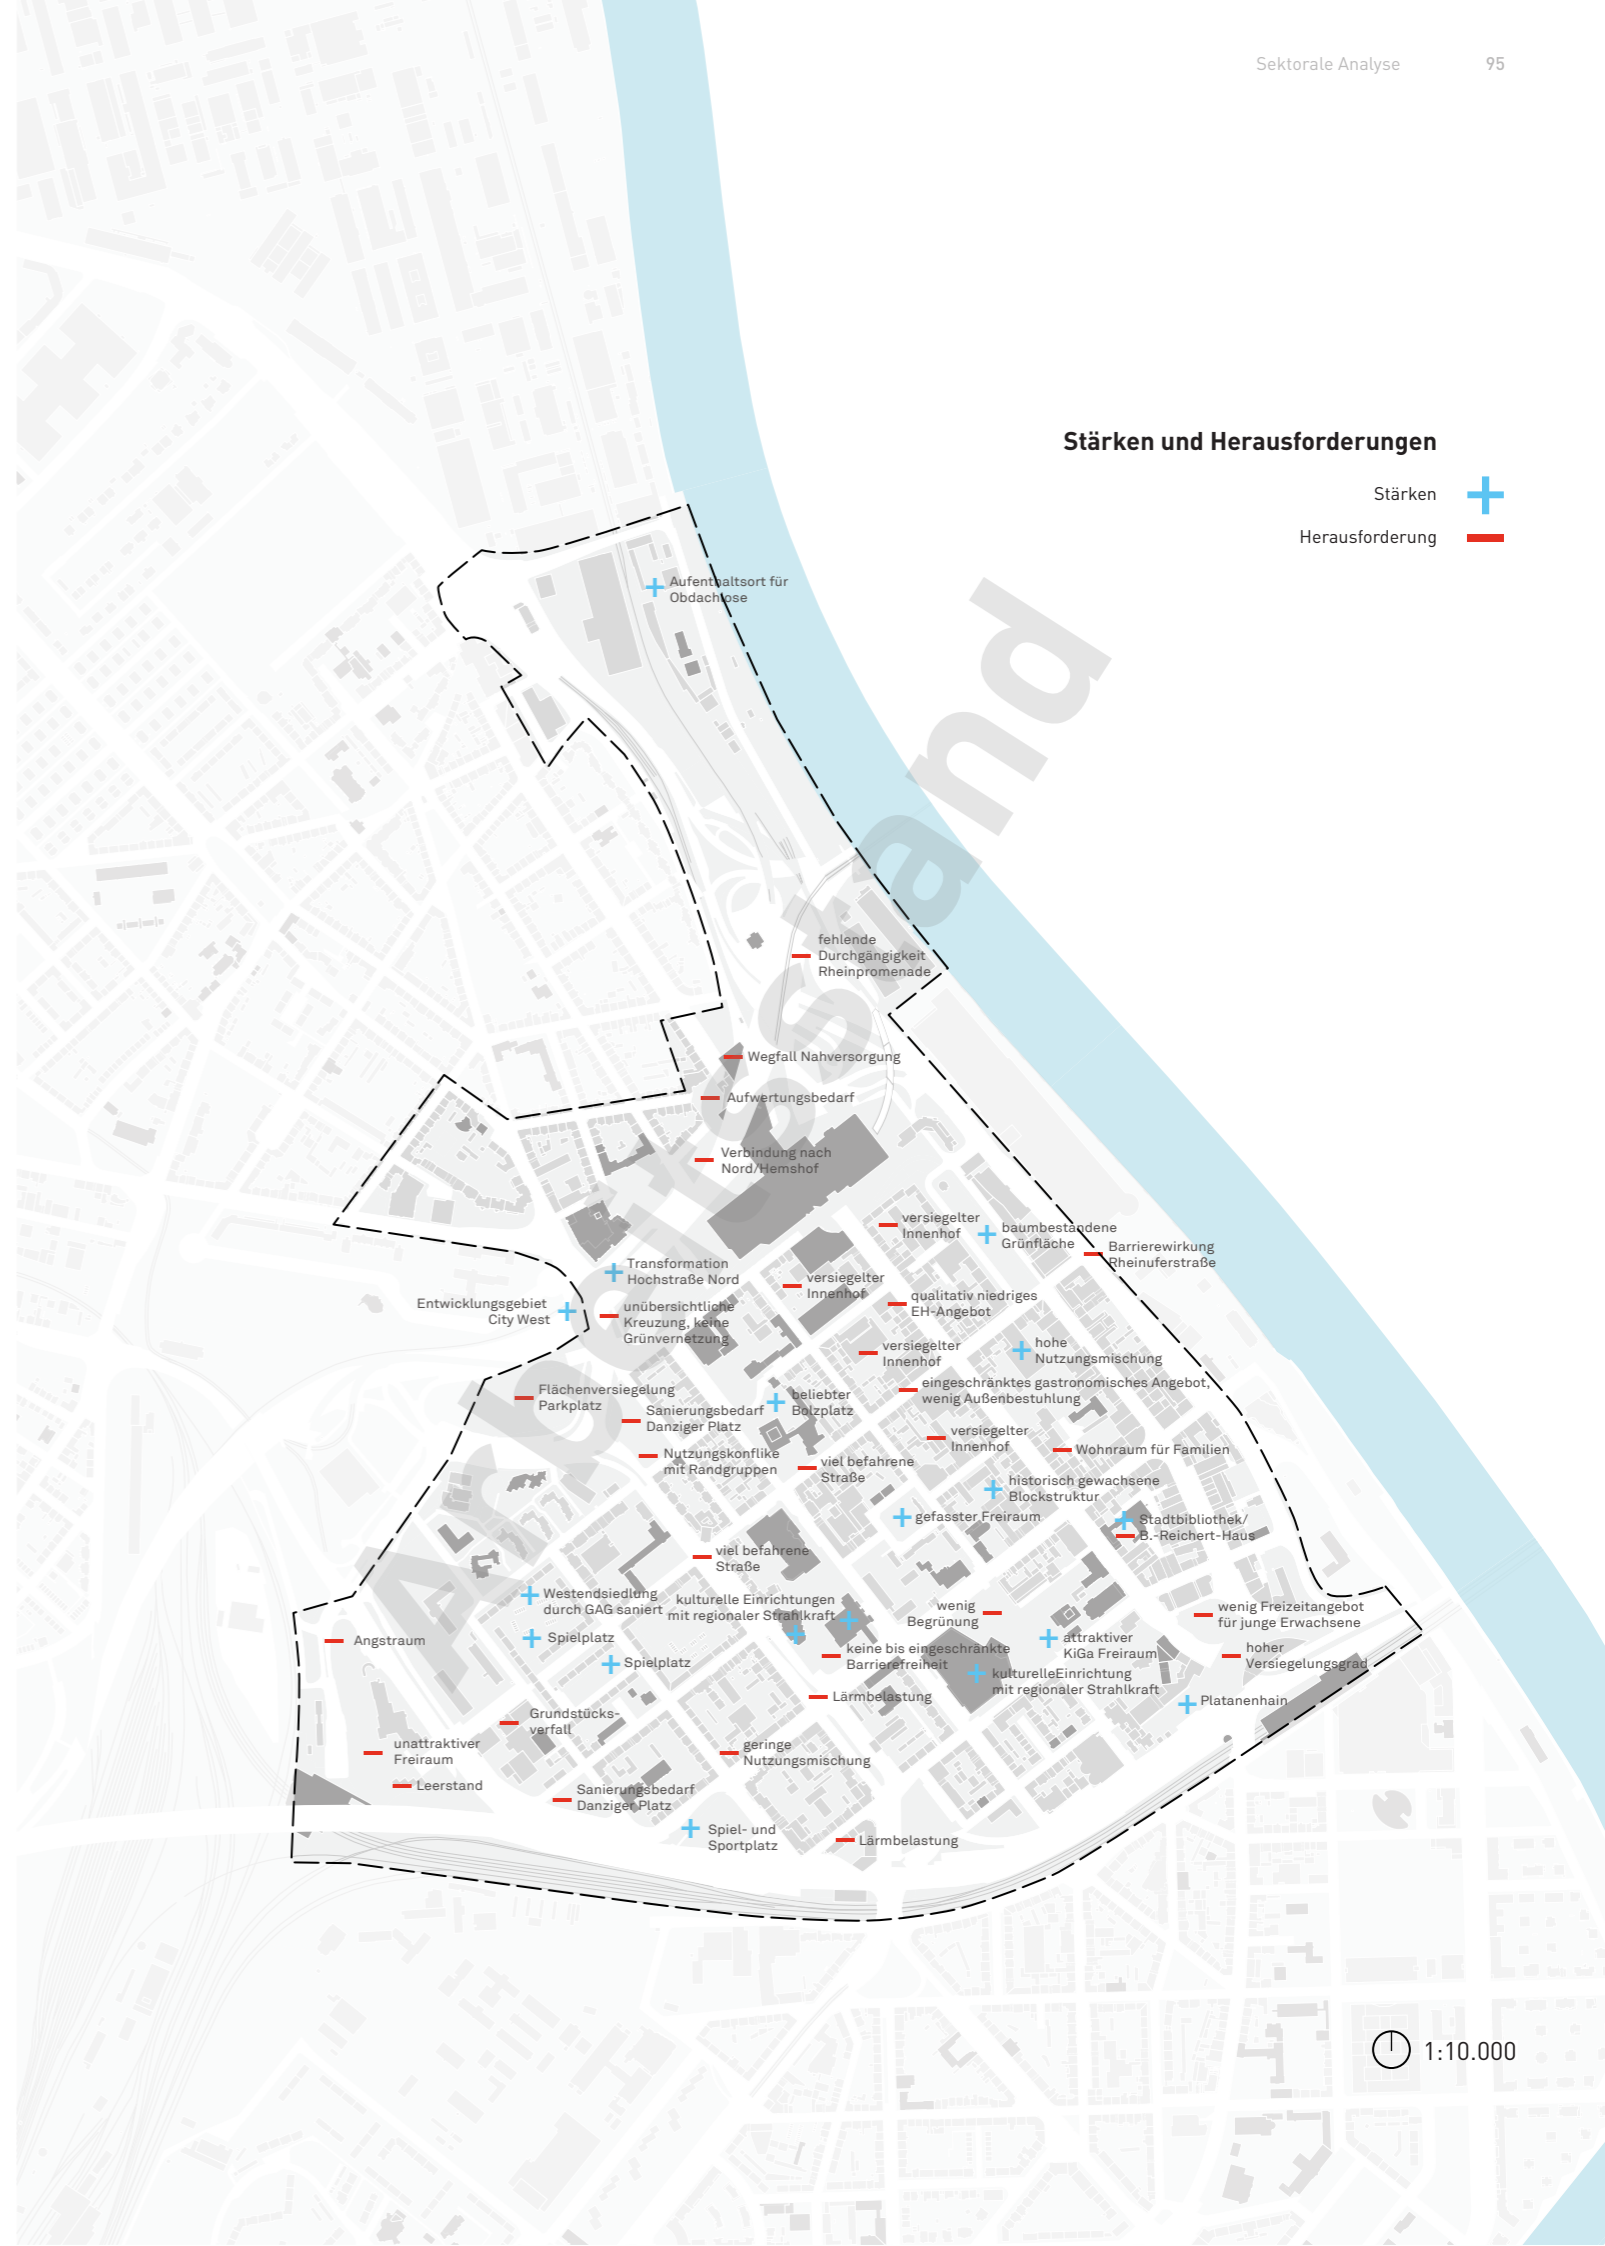 Sektorale Analyse 95
Stärken und Herausforderungen
Stärken
Herausforderung
Aufenthaltsort für
Obdachlose
fehlende
Durchgängigkeit
Rheinpromenade
Wegfall Nahversorgung
Aufwertungsbedarf
Verbindung nach
Nord/Hemshof
versiegelter
Innenhof
baumbestandene
Grünfläche
Barrierewirkung
Rheinuferstraße
Transformation
Hochstraße Nord
versiegelter
Innenhof
Entwicklungsgebiet
City West
unübersichtliche
Kreuzung, keine
Grünvernetzung
qualitativ niedriges
EH-Angebot
versiegelter
Innenhof
hohe
Nutzungsmischung
Flächenversiegelung
Parkplatz
eingeschränktes gastronomisches Angebot,
wenig Außenbestuhlung
beliebter
Bolzplatz
Sanierungsbedarf
Danziger Platz
versiegelter
Innenhof
Wohnraum für Familien
Nutzungskonflike
mit Randgruppen
viel befahrene
Straße
historisch gewachsene
Blockstruktur
gefasster Freiraum
Stadtbibliothek/
B.-Reichert-Haus
viel befahrene
Straße
Westendsiedlung
durch GAG saniert
kulturelle Einrichtungen
mit regionaler Strahlkraft
wenig
Begrünung
wenig Freizeitangebot
für junge Erwachsene
Angstraum
Spielplatz
attraktiver
KiGa Freiraum
keine bis eingeschränkte
Barrierefreiheit
hoher
Versiegelungsgrad
Spielplatz
kulturelleEinrichtung
mit regionaler Strahlkraft
Lärmbelastung
Platanenhain
Grundstücks-
verfall
unattraktiver
Freiraum
geringe
Nutzungsmischung
Leerstand
Sanierungsbedarf
Danziger Platz
Spiel- und
Sportplatz
Lärmbelastung
Arbeitsstand
1:10.000